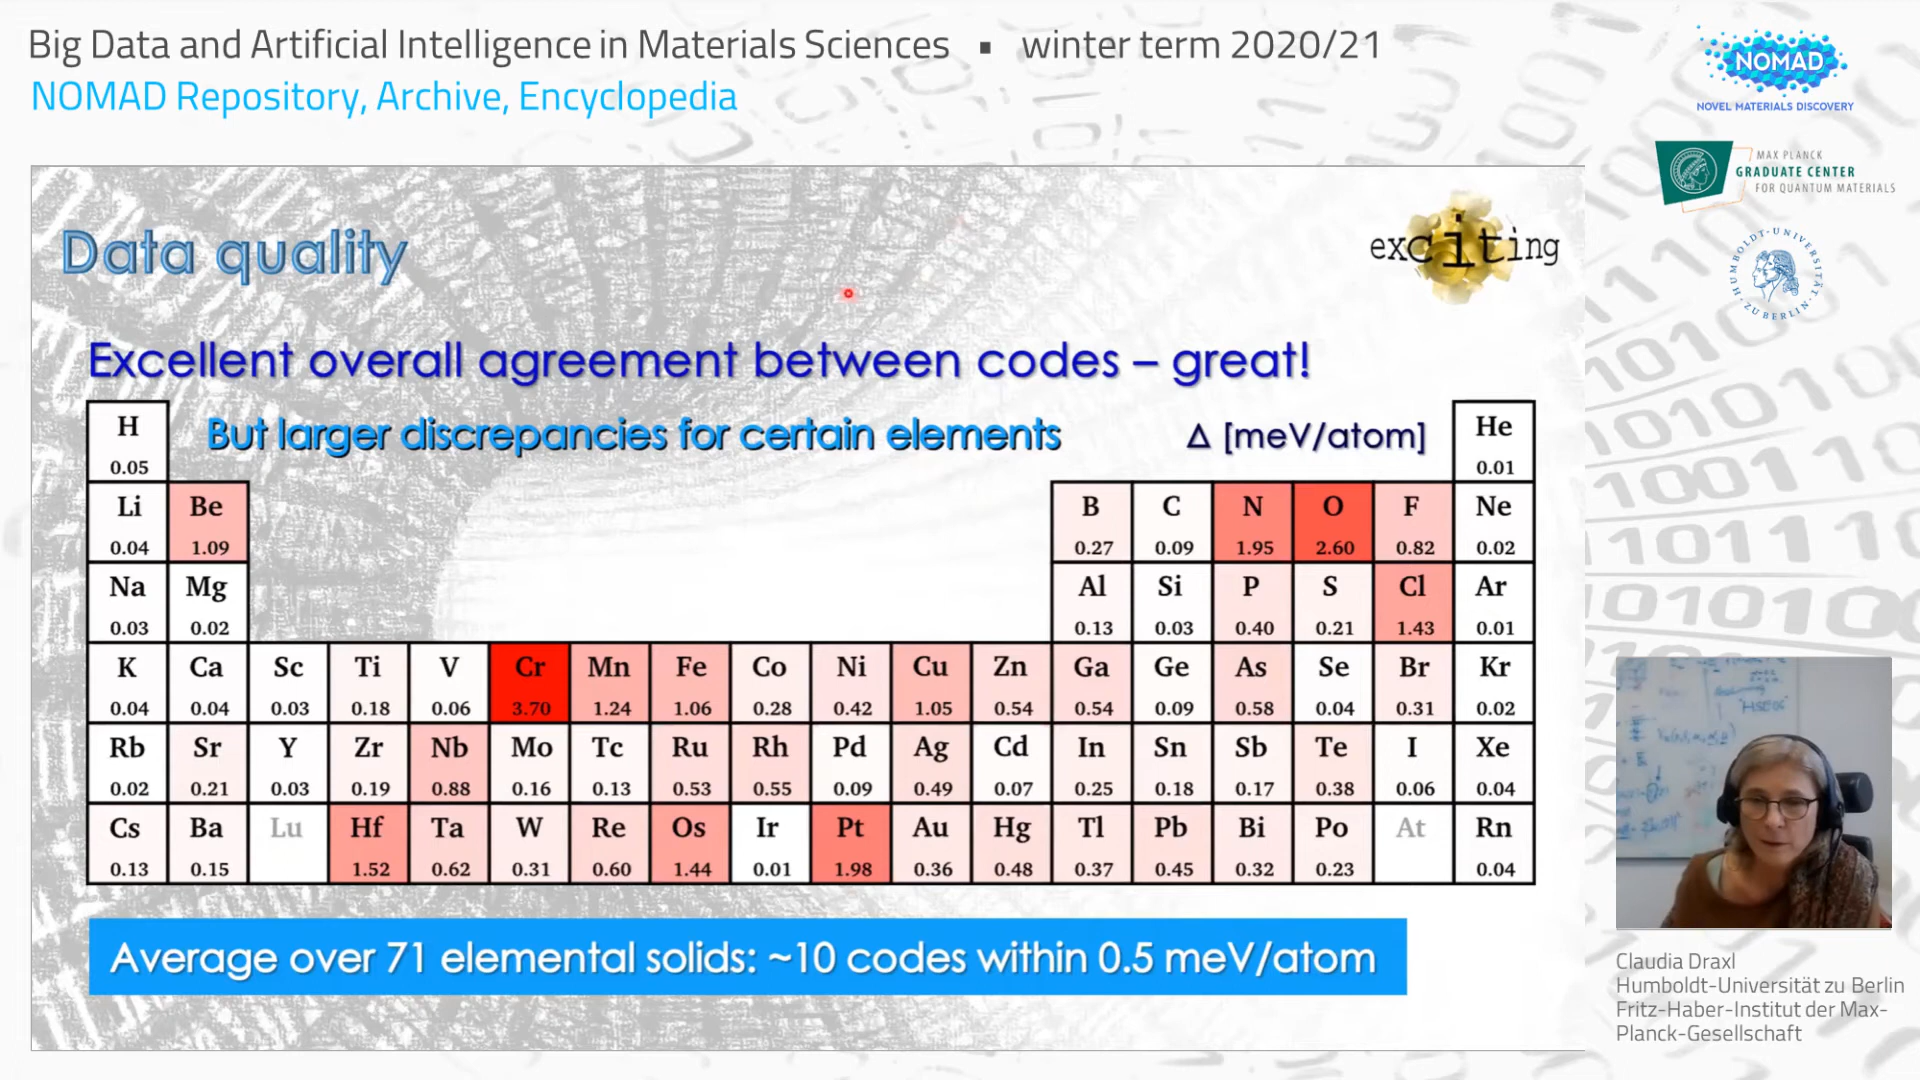 Big Data and Artificial Intelligence in Materials Sciences ▪ winter term 2020/21
NOMAD Repository, Archive, Encyclopedia
NOMAD
NOVEL MATERIALS DISCOVERY
MAX PLANCK
GRADUATE CENTER
FOR QUANTUM MATERIALS
HUMBOLDT-UNIVERSITÄT ZU BERLIN
Data quality
exciting
Excellent overall agreement between codes – great!
But larger discrepancies for certain elements
Δ [meV/atom]
H He
0.05 0.01
Li Be B C N O F Ne
0.04 1.09 0.27 0.09 1.95 2.60 0.82 0.02
Na Mg Al Si P S Cl Ar
0.03 0.02 0.13 0.03 0.40 0.21 1.43 0.01
K Ca Sc Ti V Cr Mn Fe Co Ni Cu Zn Ga Ge As Se Br Kr
0.04 0.04 0.03 0.18 0.06 3.70 1.24 1.06 0.28 0.42 1.05 0.54 0.54 0.09 0.58 0.04 0.31 0.02
Rb Sr Y Zr Nb Mo Tc Ru Rh Pd Ag Cd In Sn Sb Te I Xe
0.02 0.21 0.03 0.19 0.88 0.16 0.13 0.53 0.55 0.09 0.49 0.07 0.25 0.18 0.17 0.38 0.06 0.04
Cs Ba Lu Hf Ta W Re Os Ir Pt Au Hg Tl Pb Bi Po At Rn
0.13 0.15 1.52 0.62 0.31 0.60 1.44 0.01 1.98 0.36 0.48 0.37 0.45 0.32 0.23 0.04
Average over 71 elemental solids: ~10 codes within 0.5 meV/atom
Claudia Draxl
Humboldt-Universität zu Berlin
Fritz-Haber-Institut der Max-
Planck-Gesellschaft